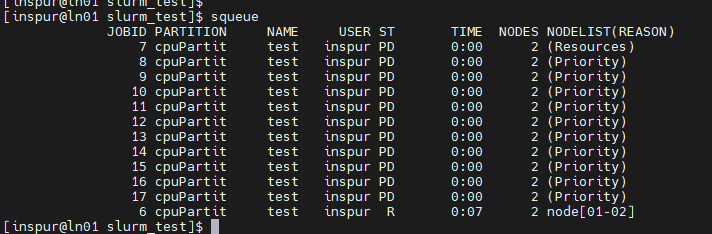 [inspur@ln01 slurm_test]$
[inspur@ln01 slurm_test]$ squeue
JOBID PARTITION NAME USER ST TIME NODES NODELIST(REASON)
7 cpuPartit test inspur PD 0:00 2 (Resources)
8 cpuPartit test inspur PD 0:00 2 (Priority)
9 cpuPartit test inspur PD 0:00 2 (Priority)
10 cpuPartit test inspur PD 0:00 2 (Priority)
11 cpuPartit test inspur PD 0:00 2 (Priority)
12 cpuPartit test inspur PD 0:00 2 (Priority)
13 cpuPartit test inspur PD 0:00 2 (Priority)
14 cpuPartit test inspur PD 0:00 2 (Priority)
15 cpuPartit test inspur PD 0:00 2 (Priority)
16 cpuPartit test inspur PD 0:00 2 (Priority)
17 cpuPartit test inspur PD 0:00 2 (Priority)
6 cpuPartit test inspur R 0:07 2 node[01-02]
[inspur@ln01 slurm_test]$